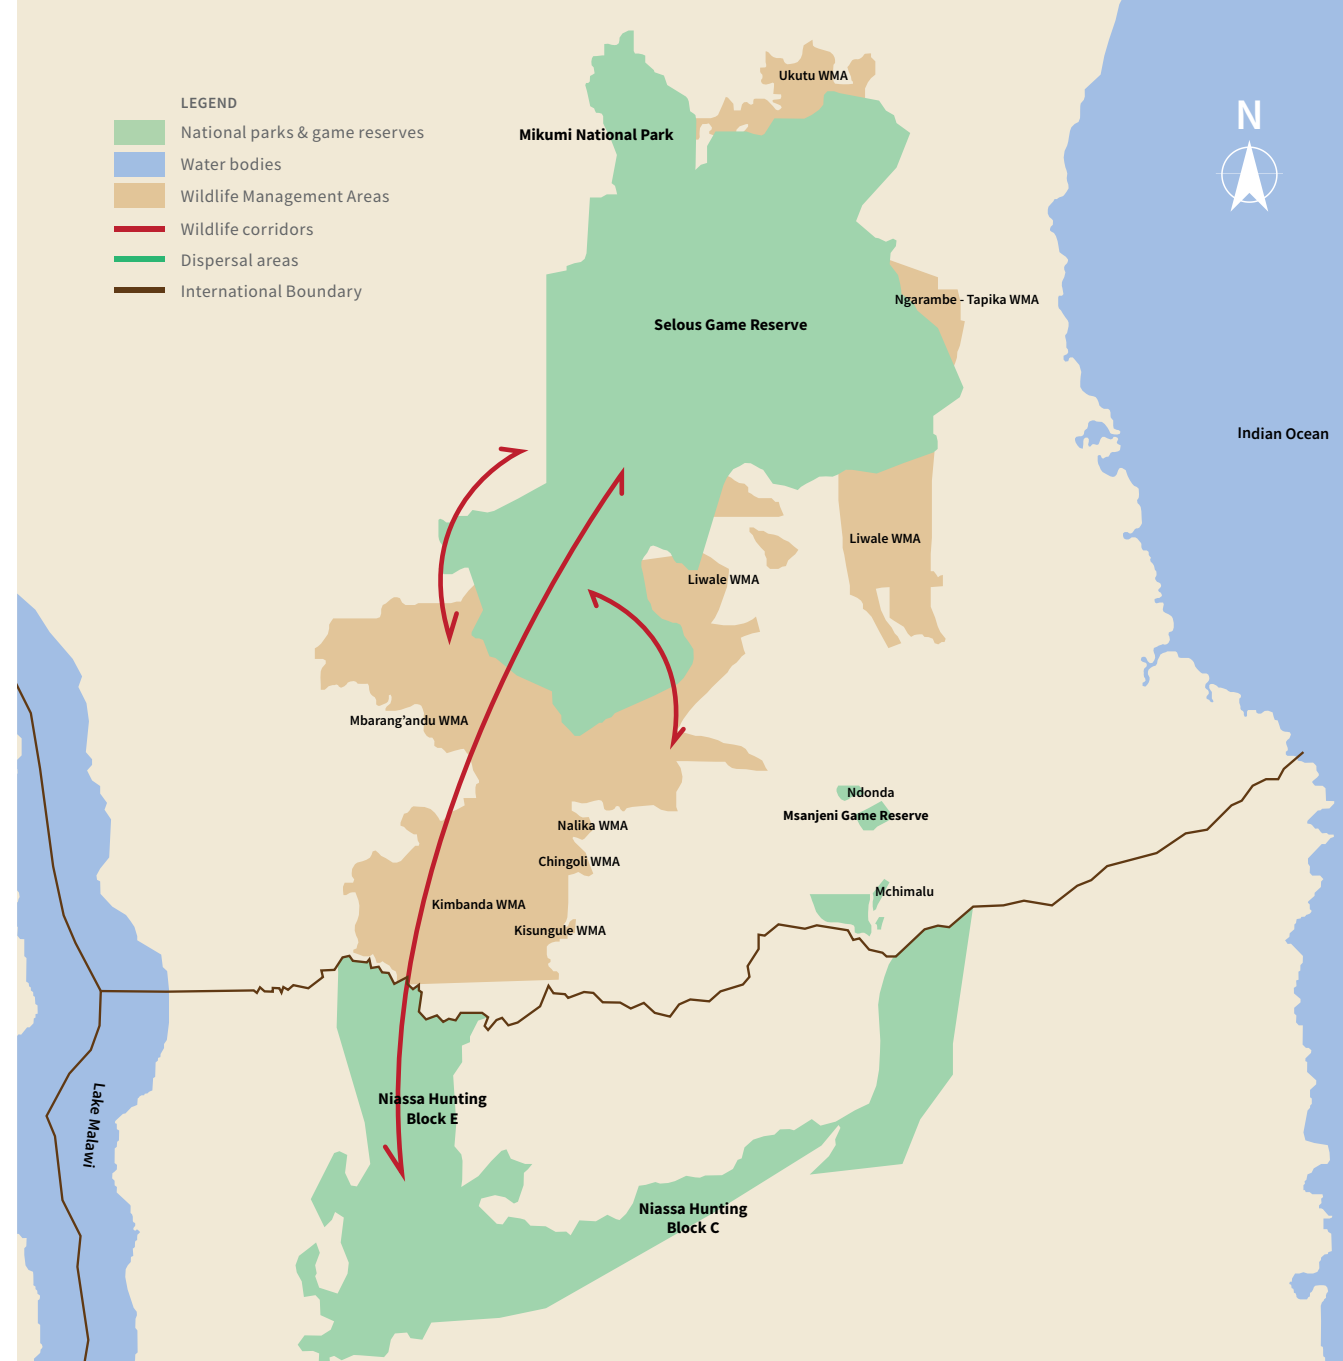 Ukutu WMA
LEGEND
National parks & game reserves
Water bodies
Wildlife Management Areas
Wildlife corridors
Dispersal areas
International Boundary
N
Mikumi National Park
Ngarambe - Tapika WMA
Selous Game Reserve
Indian Ocean
Liwale WMA
Liwale WMA
Mbarang’andu WMA
Ndonda
Msanjeni Game Reserve
Nalika WMA
Chingoli WMA
Mchimalu
Kimbanda WMA
Kisungule WMA
Lake Malawi
Niassa Hunting
Block E
Niassa Hunting
Block C